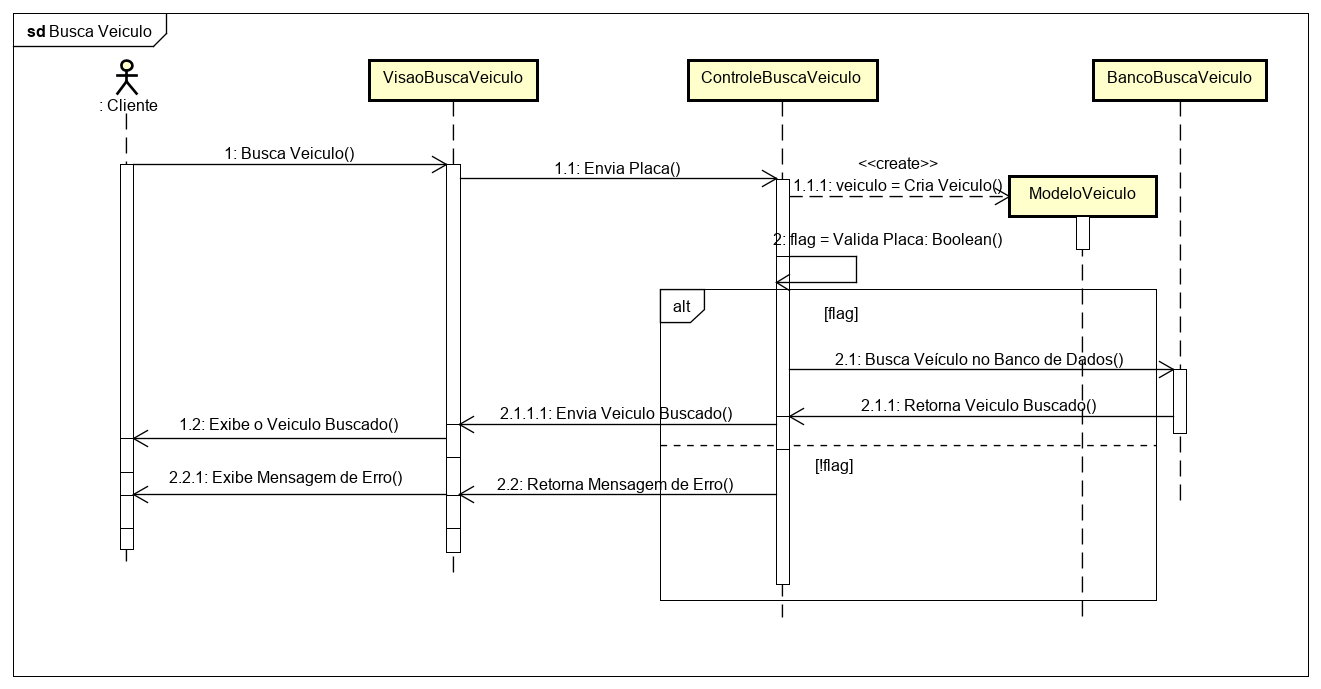 sd Busca Veiculo
: Cliente
VisaoBuscaVeiculo
ControleBuscaVeiculo
BancoBuscaVeiculo
1: Busca Veiculo()
1.1: Envia Placa()
<<create>>
1.1.1: veiculo = Cria Veiculo()
ModeloVeiculo
2: flag = Valida Placa: Boolean()
alt
[flag]
2.1: Busca Veículo no Banco de Dados()
2.1.1: Retorna Veiculo Buscado()
2.1.1.1: Envia Veiculo Buscado()
1.2: Exibe o Veiculo Buscado()
[!flag]
2.2.1: Exibe Mensagem de Erro()
2.2: Retorna Mensagem de Erro()